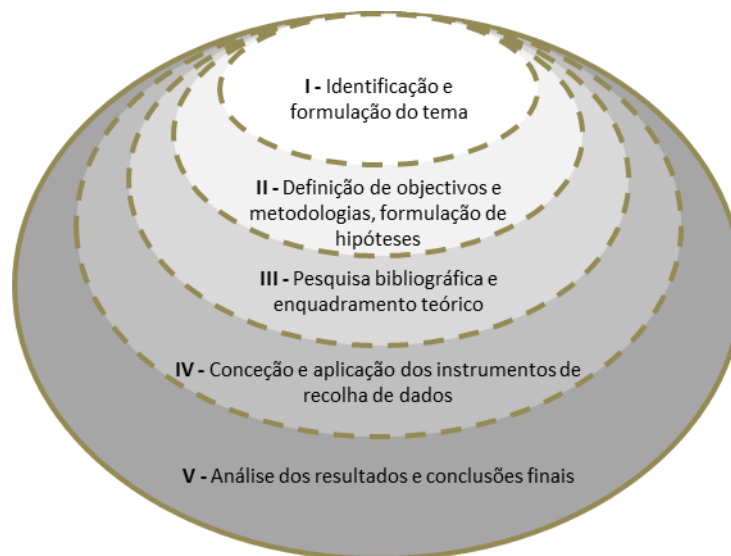 I - Identificação e
formulação do tema
II - Definição de objectivos e
metodologias, formulação de
hipóteses
III - Pesquisa bibliográfica e
enquadramento teórico
IV - Conceção e aplicação dos instrumentos de
recolha de dados
V - Análise dos resultados e conclusões finais